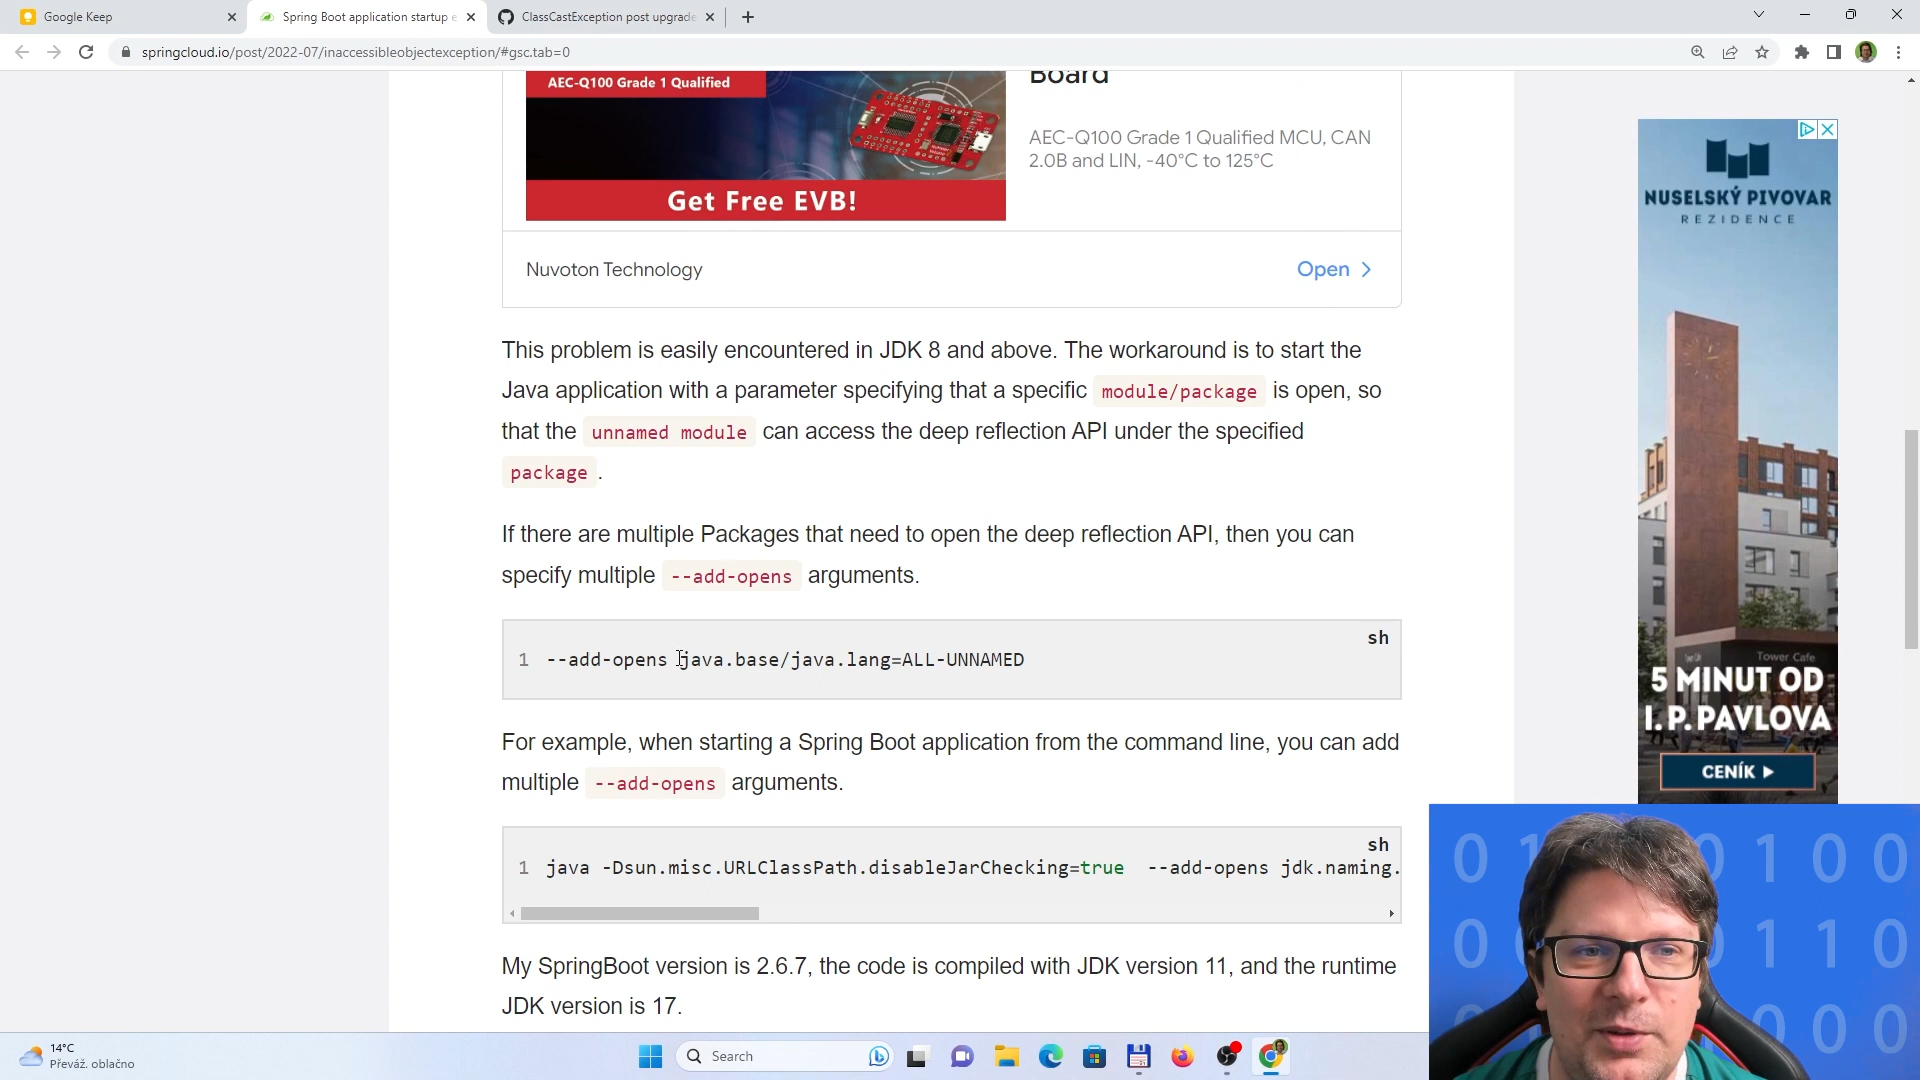 Google Keep
Spring Boot application startup e
ClassCastException post upgrade
springcloud.io/post/2022-07/inaccessibleobjectexception/#gsc.tab=0
AEC-Q100 Grade 1 Qualified
Board
AEC-Q100 Grade 1 Qualified MCU, CAN
2.0B and LIN, -40°C to 125°C
Get Free EVB!
Nuvoton Technology
Open
NUSELSKÝ PIVOVAR
REZIDENCE
This problem is easily encountered in JDK 8 and above. The workaround is to start the
Java application with a parameter specifying that a specific module/package is open, so
that the unnamed module can access the deep reflection API under the specified
package .
If there are multiple Packages that need to open the deep reflection API, then you can
specify multiple --add-opens arguments.
sh
1 --add-opens java.base/java.lang=ALL-UNNAMED
Tower Cafe
5 MINUT OD
I.P.PAVLOVA
CENÍK
For example, when starting a Spring Boot application from the command line, you can add
multiple --add-opens arguments.
sh
1 java -Dsun.misc.URLClassPath.disableJarChecking=true --add-opens jdk.naming.
My SpringBoot version is 2.6.7, the code is compiled with JDK version 11, and the runtime
JDK version is 17.
14°C
Převáž. oblačno
Search